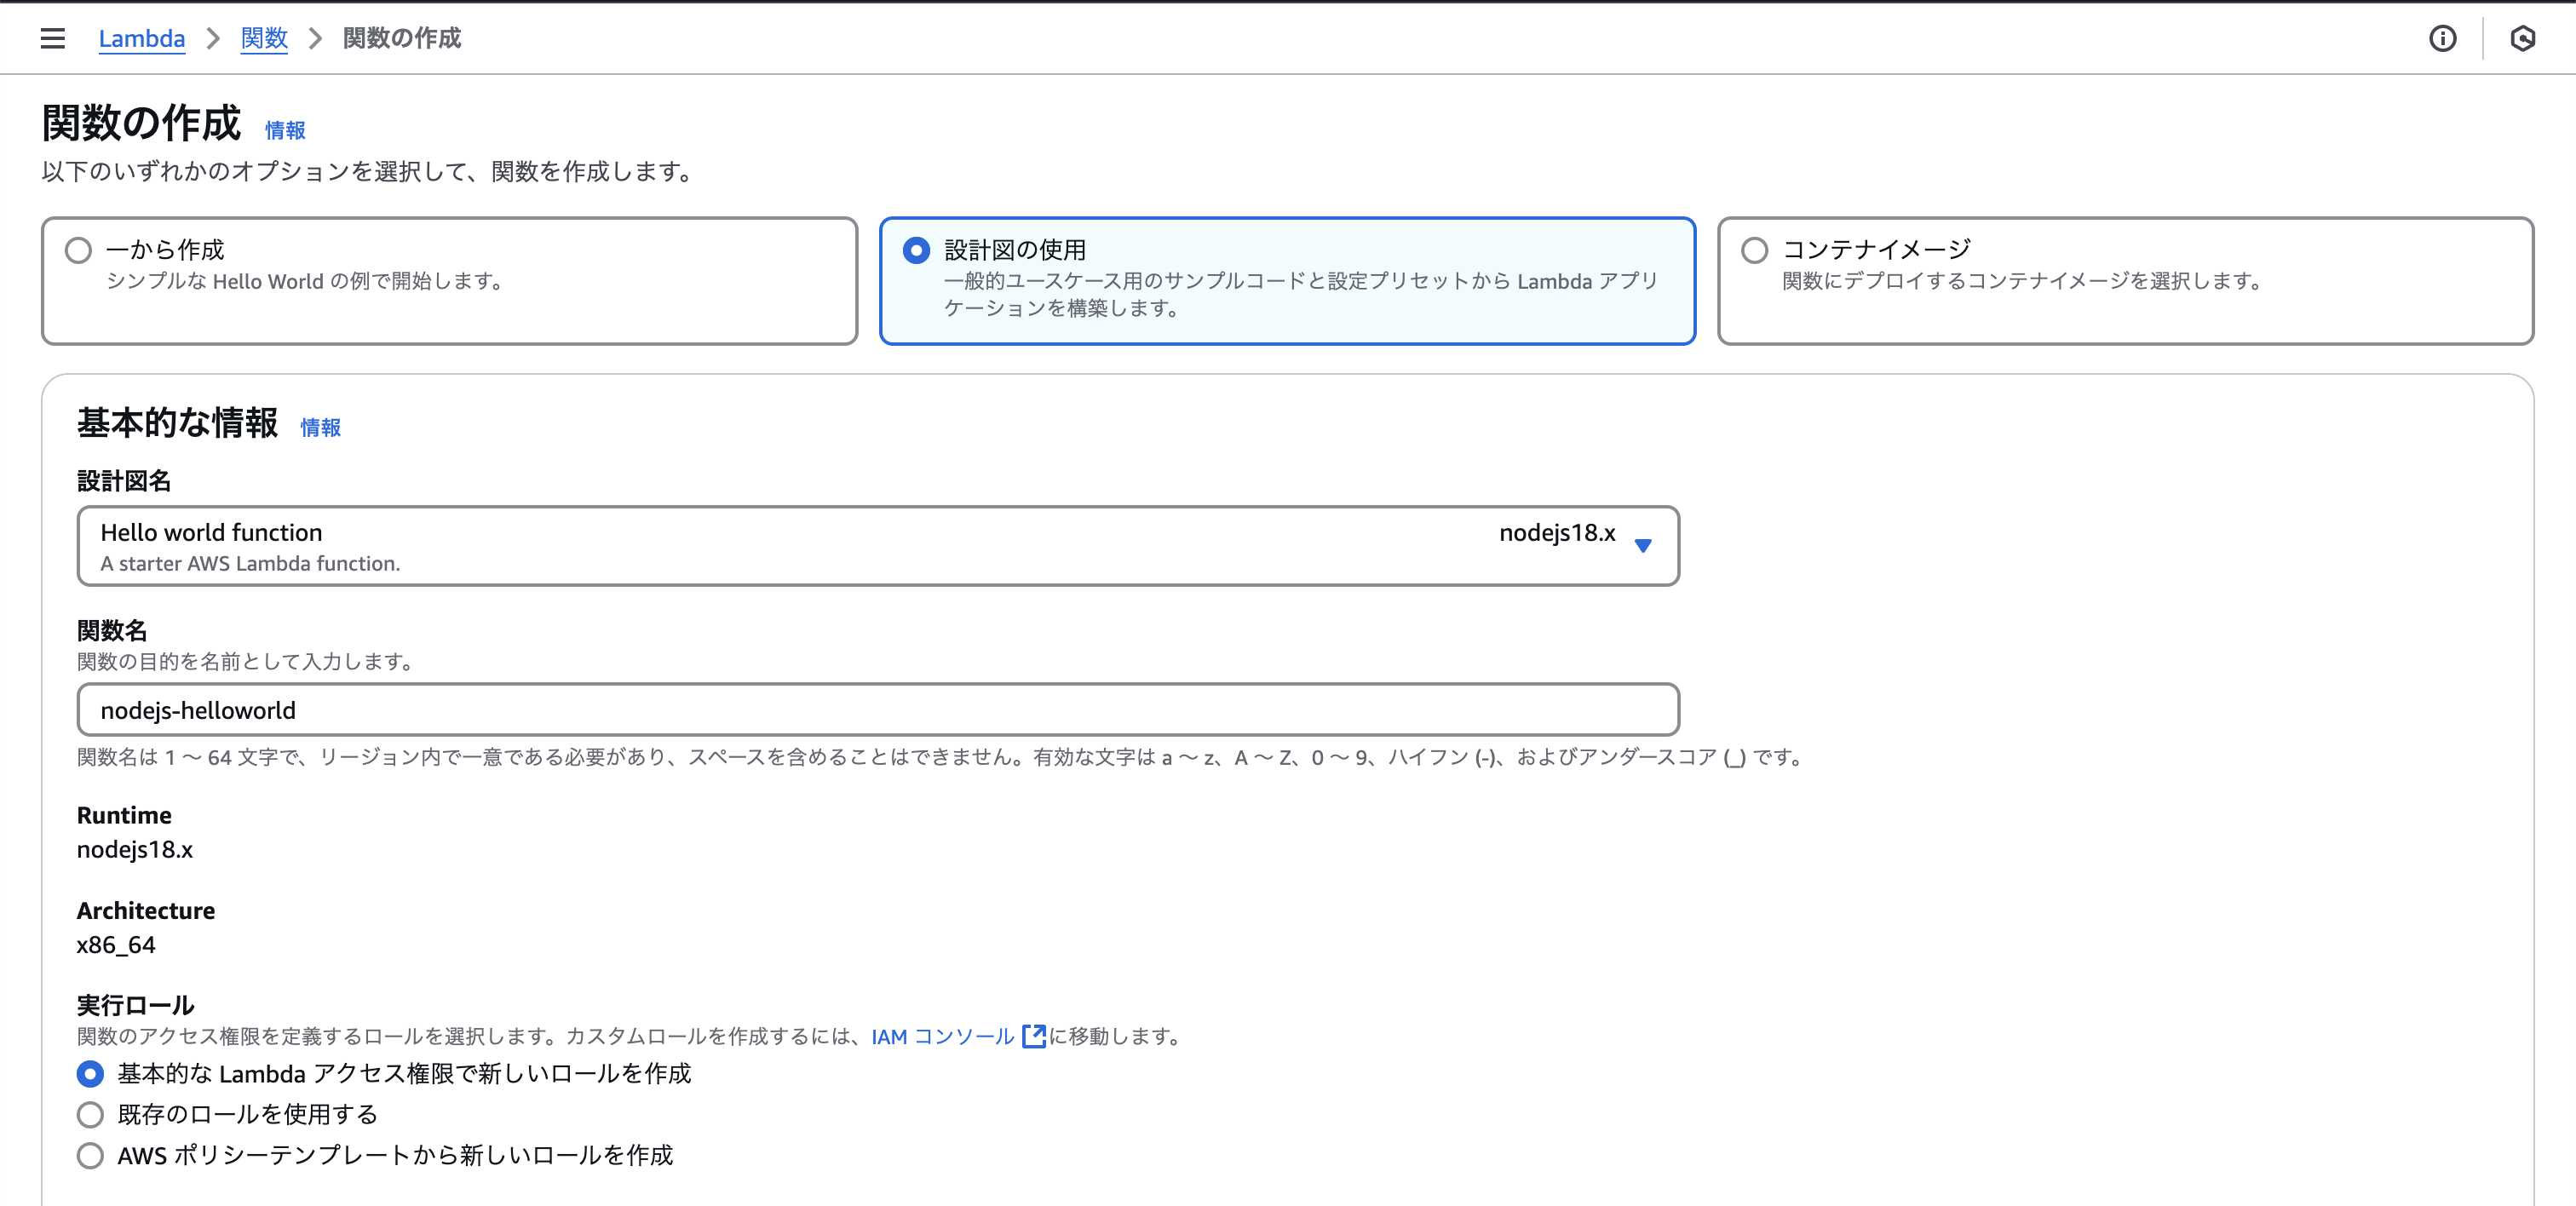 Lambda > 関数 > 関数の作成
関数の作成 情報
以下のいずれかのオプションを選択して、関数を作成します。
一から作成
シンプルな Hello World の例で開始します。
設計図の使用
一般的ユースケース用のサンプルコードと設定プリセットから Lambda アプリ
ケーションを構築します。
コンテナイメージ
関数にデプロイするコンテナイメージを選択します。
基本的な情報 情報
設計図名
Hello world function nodejs18.x
A starter AWS Lambda function.
関数名
関数の目的を名前として入力します。
nodejs-helloworld
関数名は 1 〜 64 文字で、リージョン内で一意である必要があり、スペースを含めることはできません。有効な文字は a 〜 z、A 〜 Z、0 〜 9、ハイフン (-)、およびアンダースコア (_) です。
Runtime
nodejs18.x
Architecture
x86_64
実行ロール
関数のアクセス権限を定義するロールを選択します。カスタムロールを作成するには、IAM コンソール に移動します。
基本的な Lambda アクセス権限で新しいロールを作成
既存のロールを使用する
AWS ポリシーテンプレートから新しいロールを作成